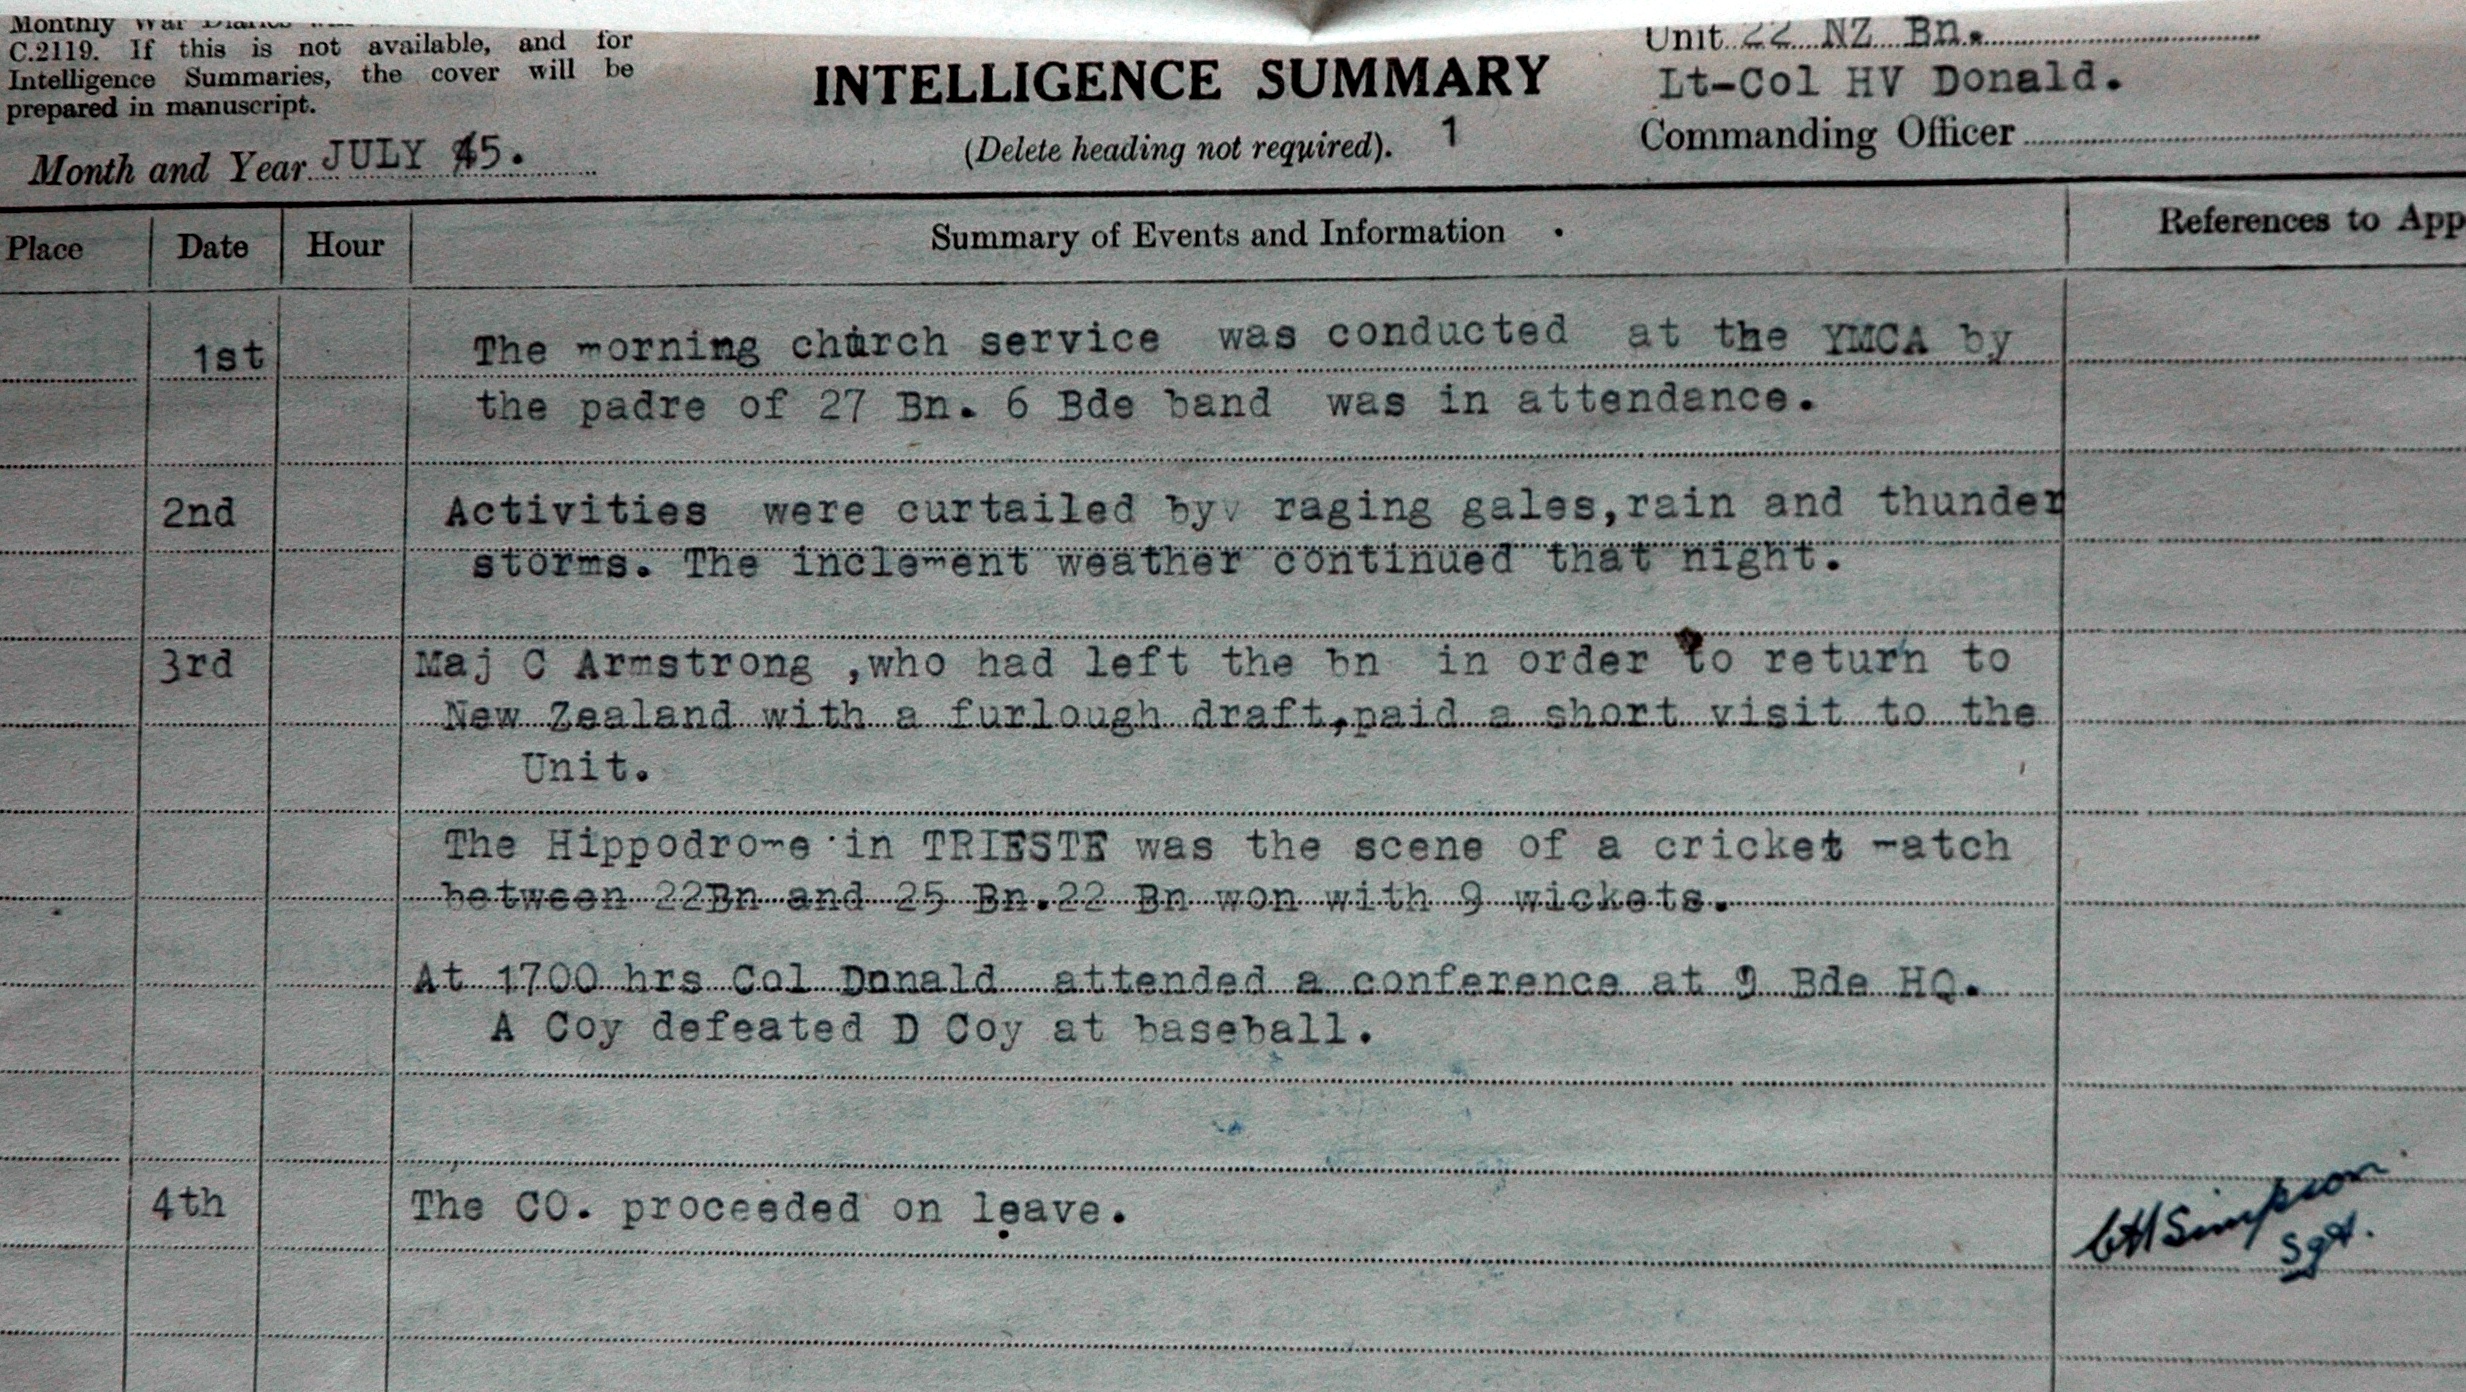 Monthly War Diaries
C.2119. If this is not available, and for
Intelligence Summaries, the cover will be
prepared in manuscript.
Month and Year JULY 45.
INTELLIGENCE SUMMARY
(Delete heading not required). 1
Unit 22 NZ Bn.
Lt-Col HV Donald.
Commanding Officer
Place Date Hour Summary of Events and Information References to App
1st The morning church service was conducted at the YMCA by
the padre of 27 Bn. 6 Bde band was in attendance.
2nd Activities were curtailed by raging gales,rain and thunder
storms. The inclement weather continued that night.
3rd Maj C Armstrong ,who had left the bn in order to return to
New Zealand with a furlough draft,paid a short visit to the
Unit.
The Hippodrome in TRIESTE was the scene of a cricket match
between 22Bn and 25 Bn.22 Bn won with 9 wickets.
At 1700 hrs Col Donald attended a conference at 9 Bde HQ.
A Coy defeated D Coy at baseball.
4th The CO. proceeded on leave.
Simpson
Sgt.